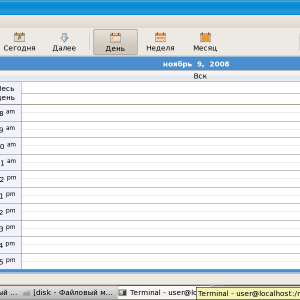 Сегодня Далее День Неделя Месяц
ноябрь 9, 2008
Вск
день
8 am
9 am
0 am
1 am
2 pm
1 pm
2 pm
3 pm
4 pm
5 pm
[disk - Файловый м... Terminal - user@lo
Terminal - user@localhost:/